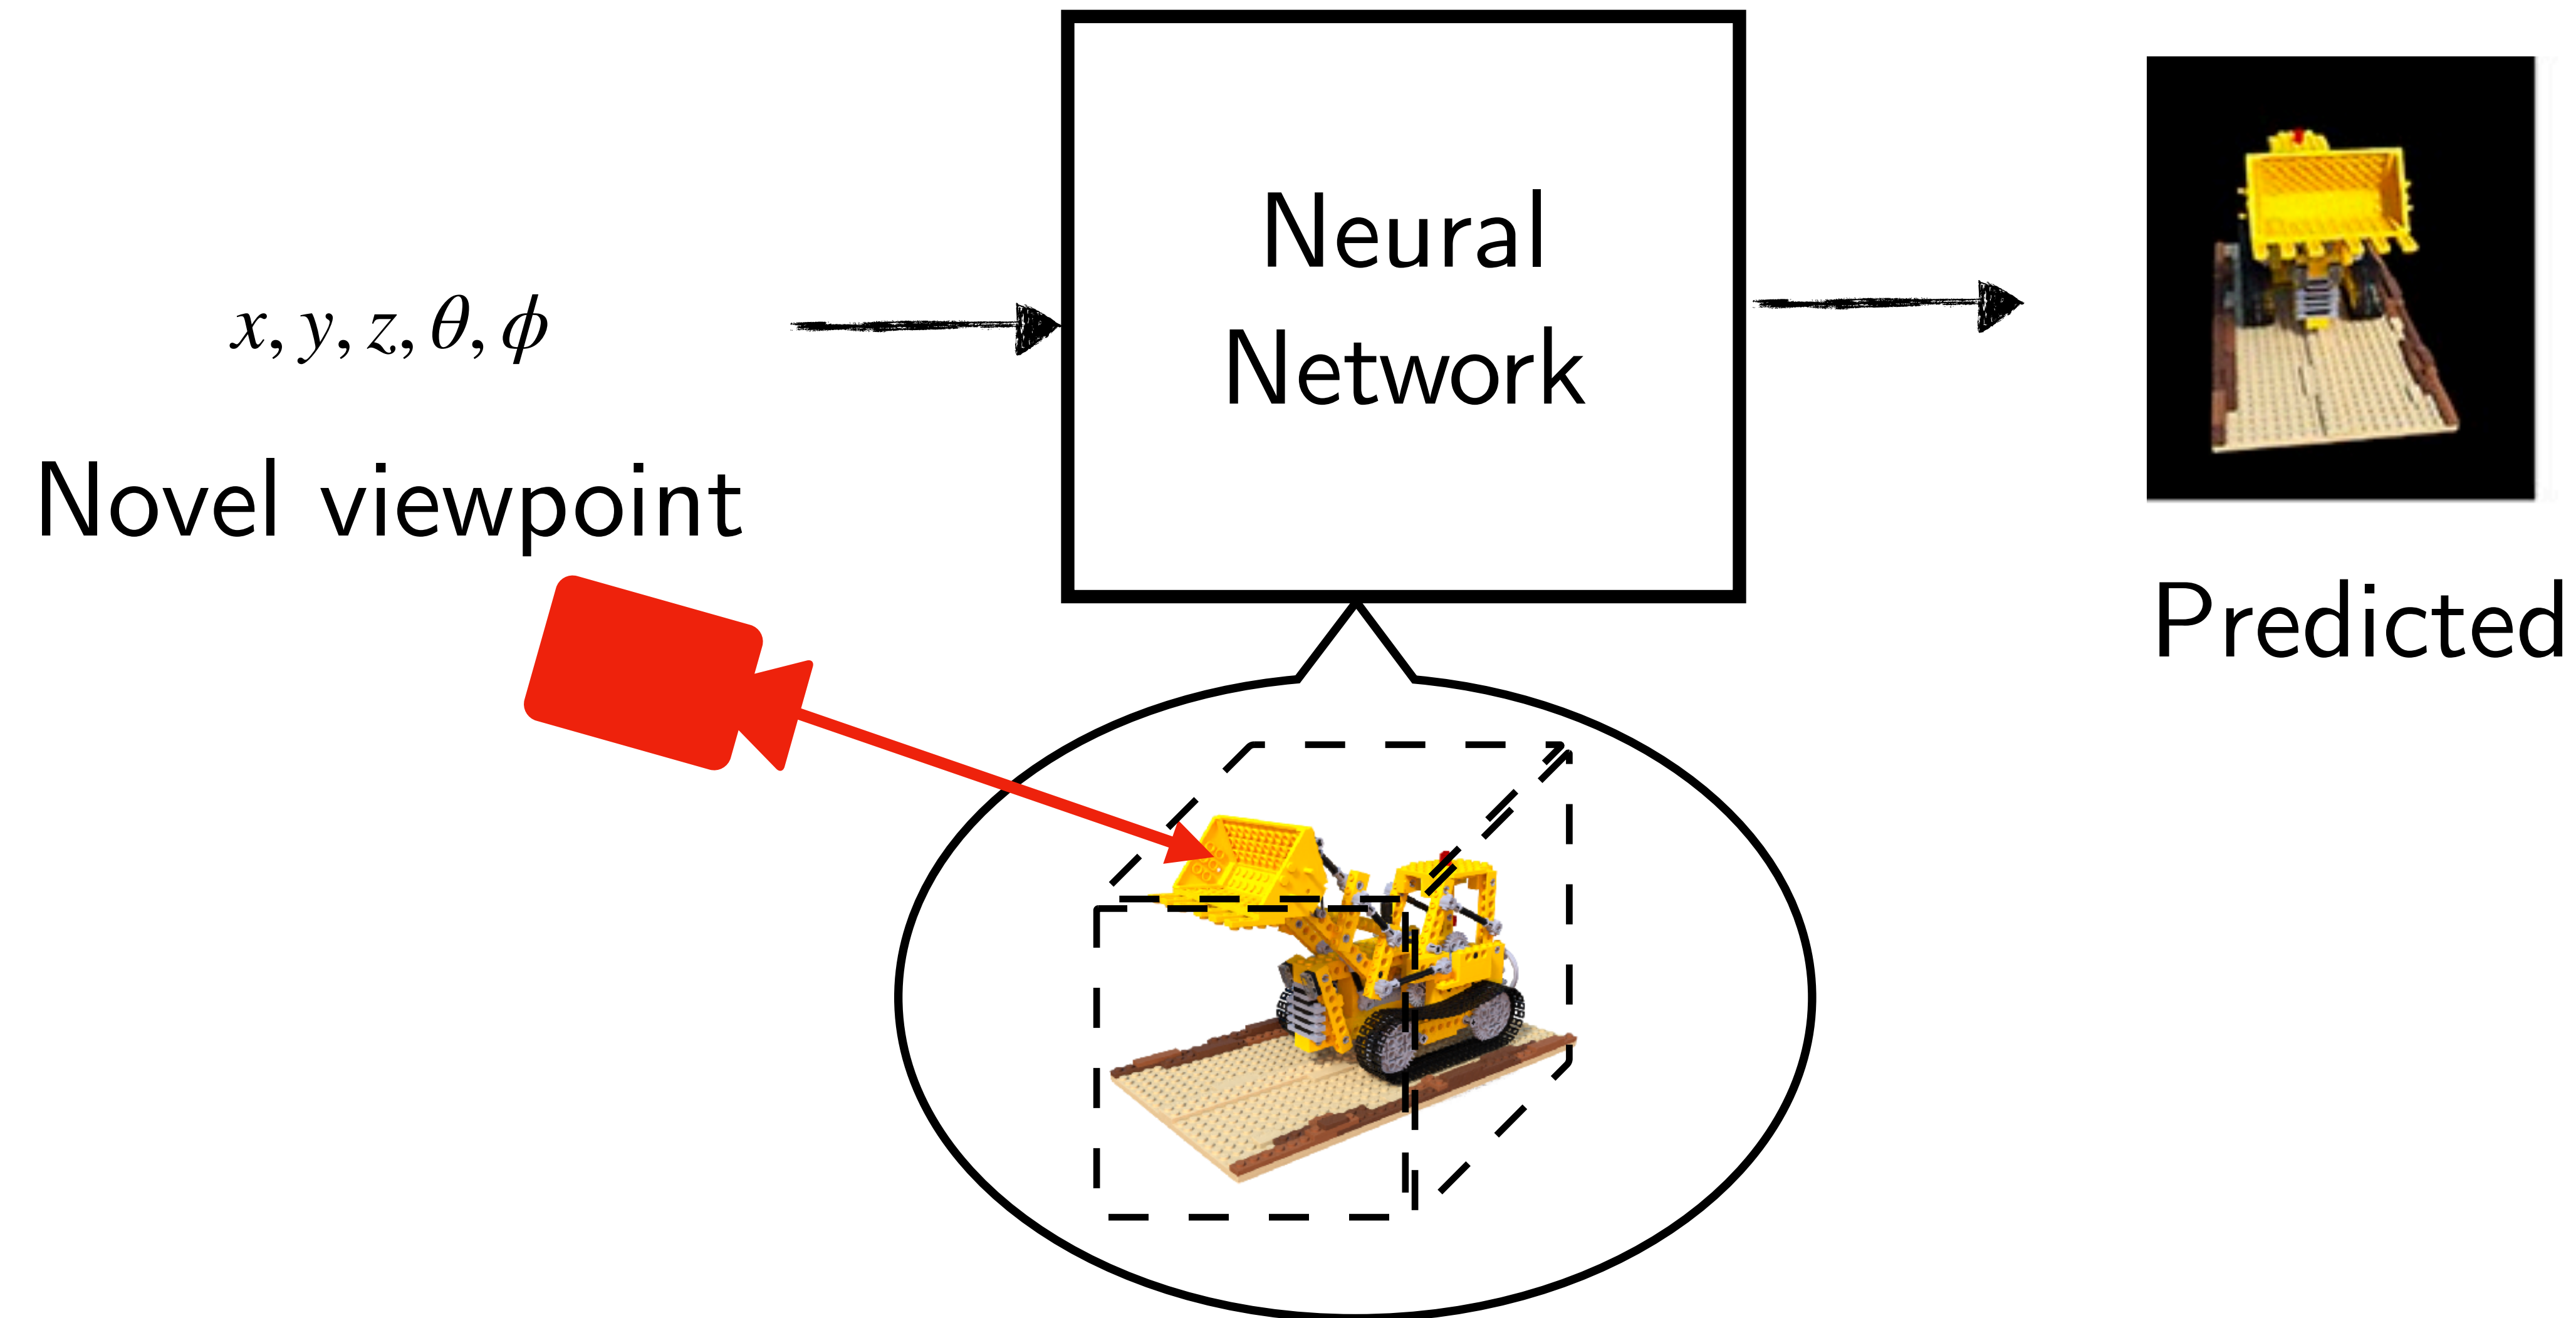 x, y, z, θ, ϕ
Novel viewpoint
Neural
Network
Predicted